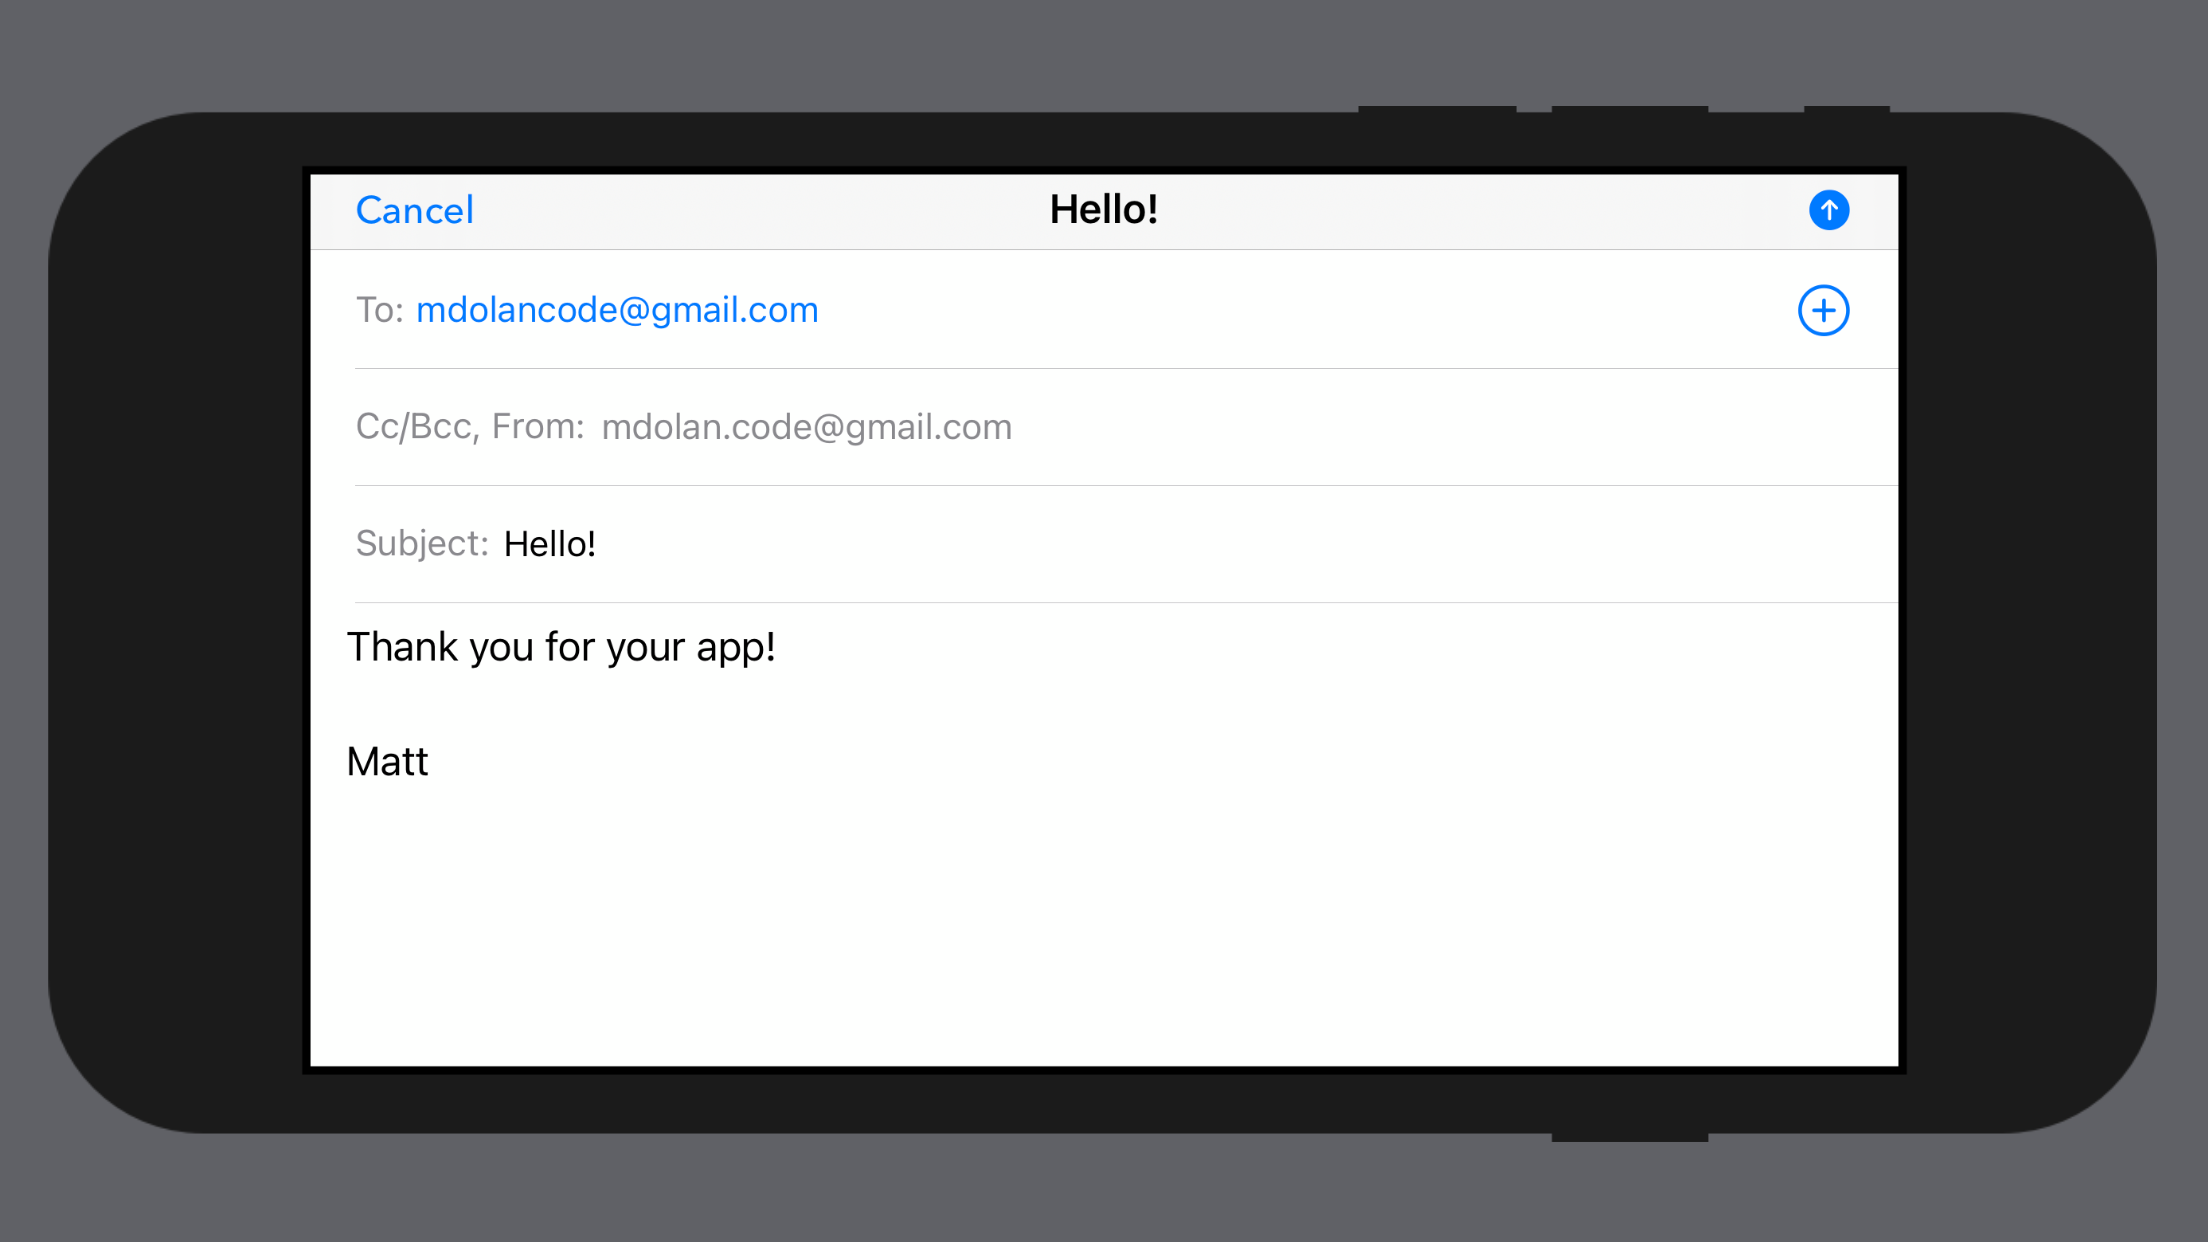 Cancel
Hello!
To: mdolancode@gmail.com
Cc/Bcc, From: mdolan.code@gmail.com
Subject: Hello!
Thank you for your app!
Matt